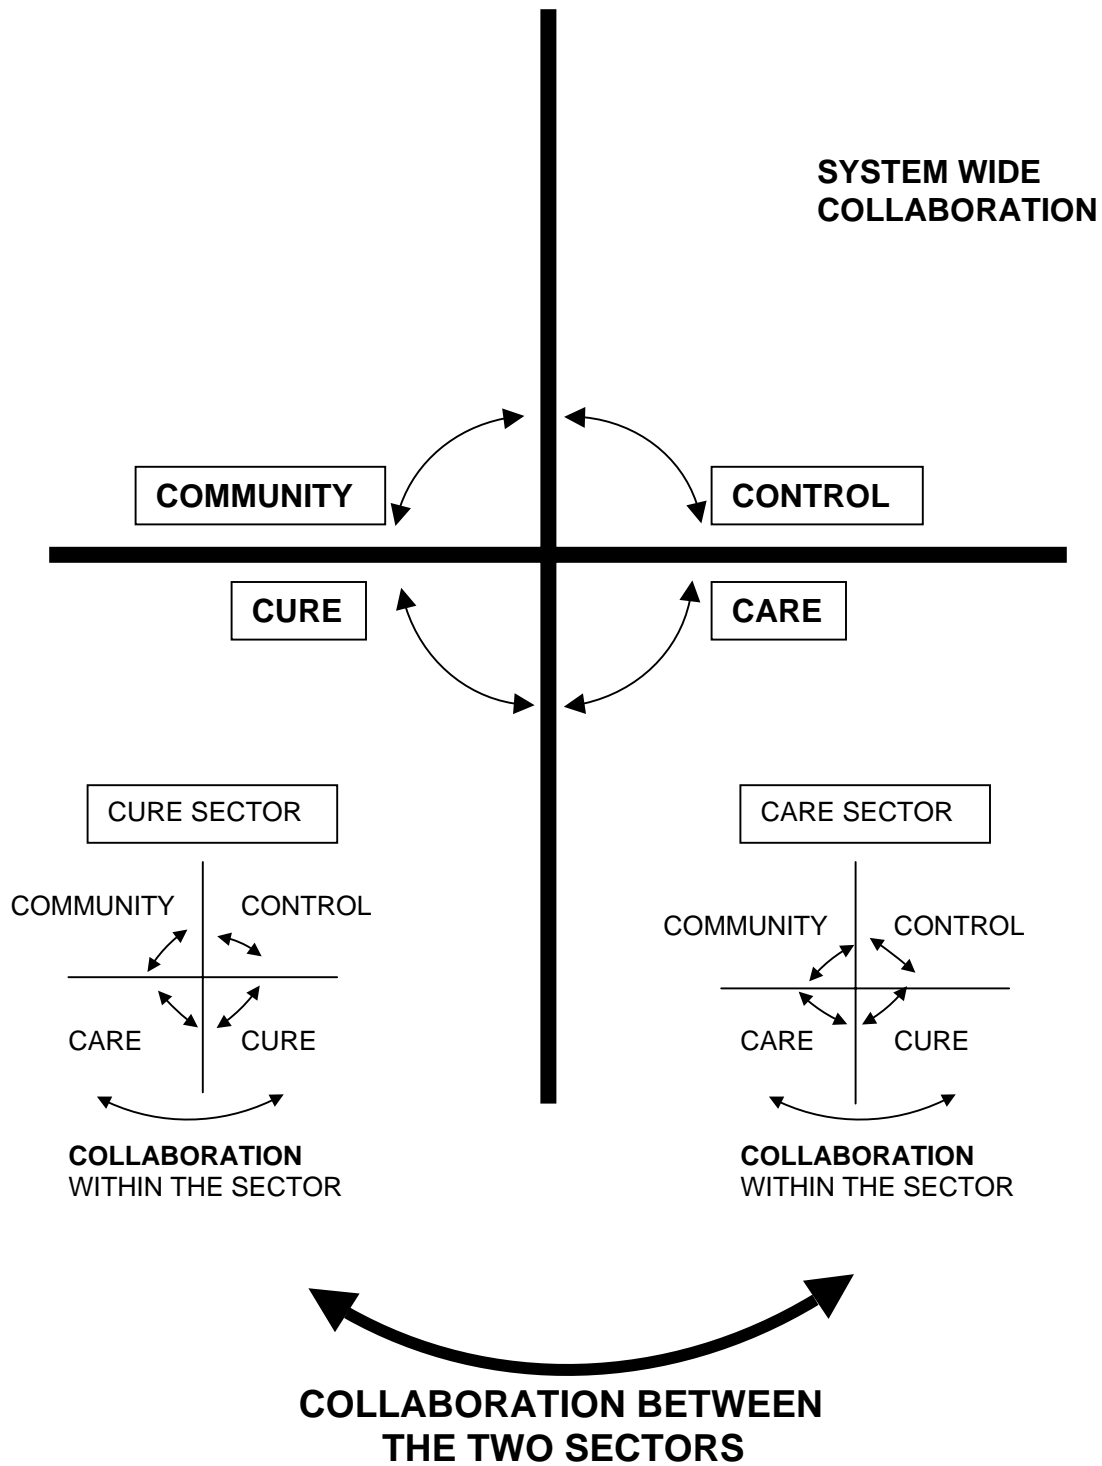 SYSTEM WIDE
COLLABORATION
COMMUNITY
CONTROL
CURE
CARE
CURE SECTOR
CARE SECTOR
COMMUNITY
CONTROL
COMMUNITY
CONTROL
CARE
CURE
CARE
CURE
COLLABORATION
WITHIN THE SECTOR
COLLABORATION
WITHIN THE SECTOR
COLLABORATION BETWEEN
THE TWO SECTORS